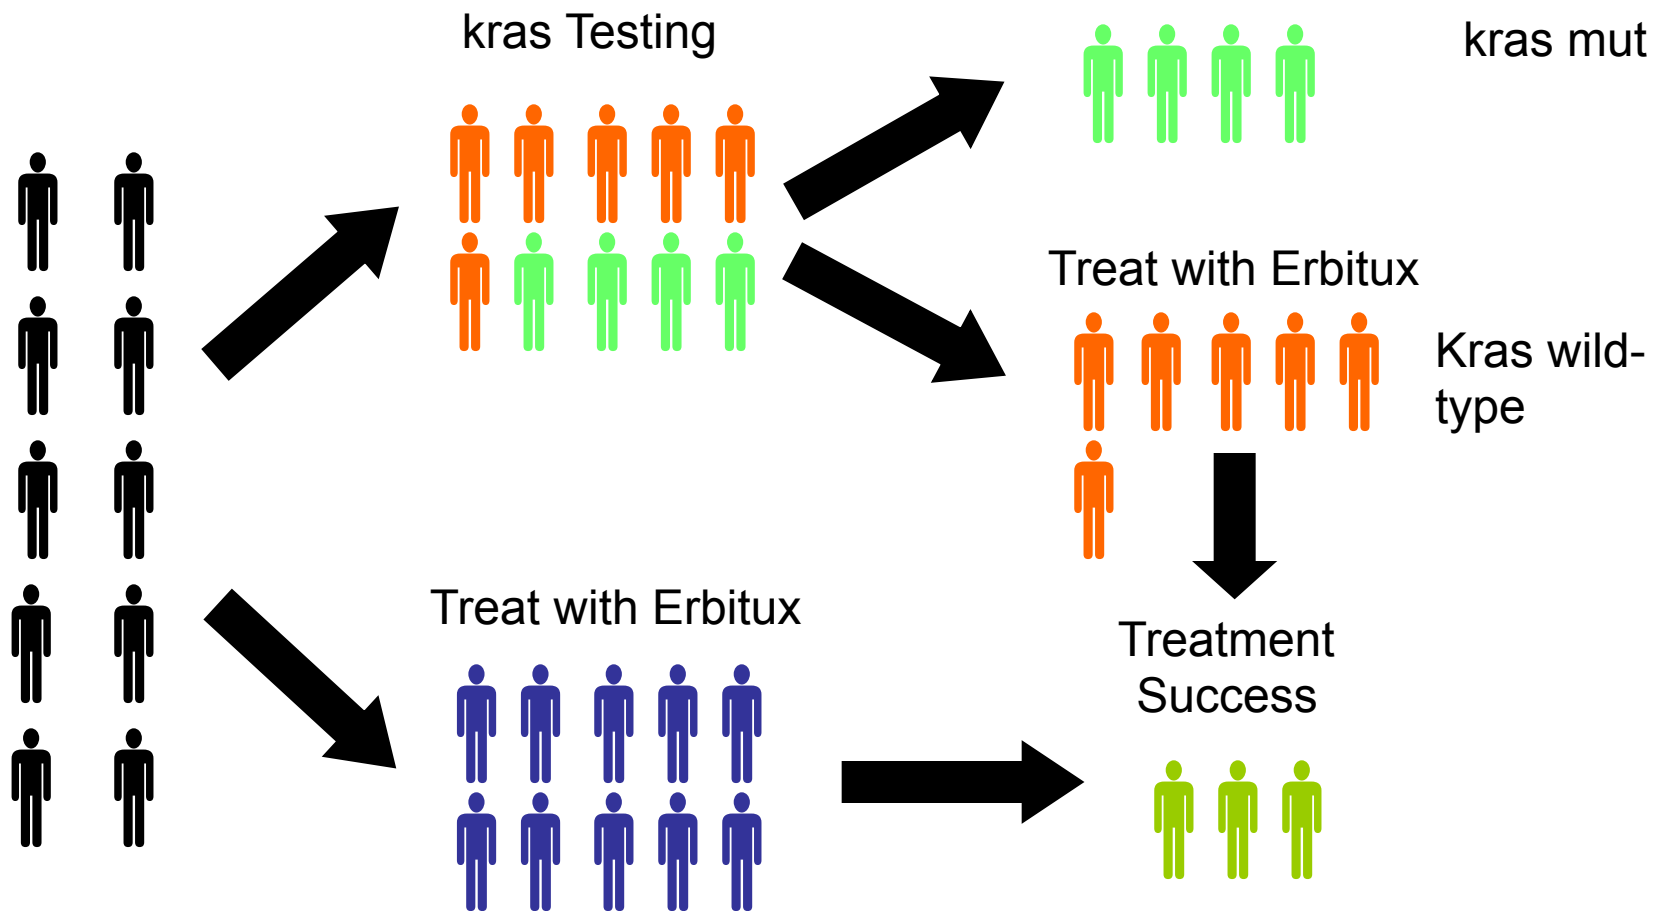 kras Testing
kras mut
Treat with Erbitux
Kras wild-
type
Treat with Erbitux
Treatment
Success